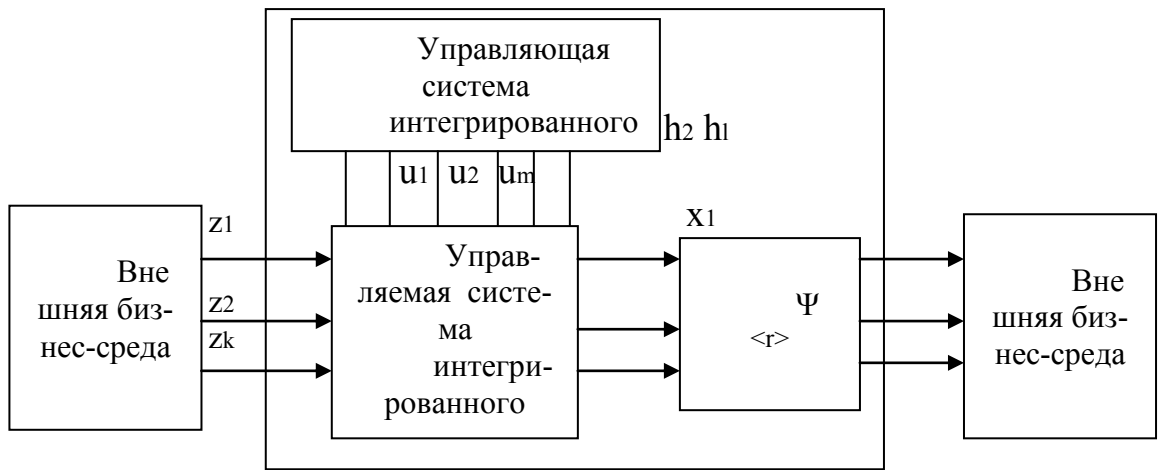 Управляющая
система
интегрированного
h2 hl
u1 u2 um
z1
z2
zk
Вне
шняя биз-
нес-среда
Управ-
ляемая систе-
ма
интегри-
рованного
x1
Ψ
<r>
Вне
шняя биз-
нес-среда